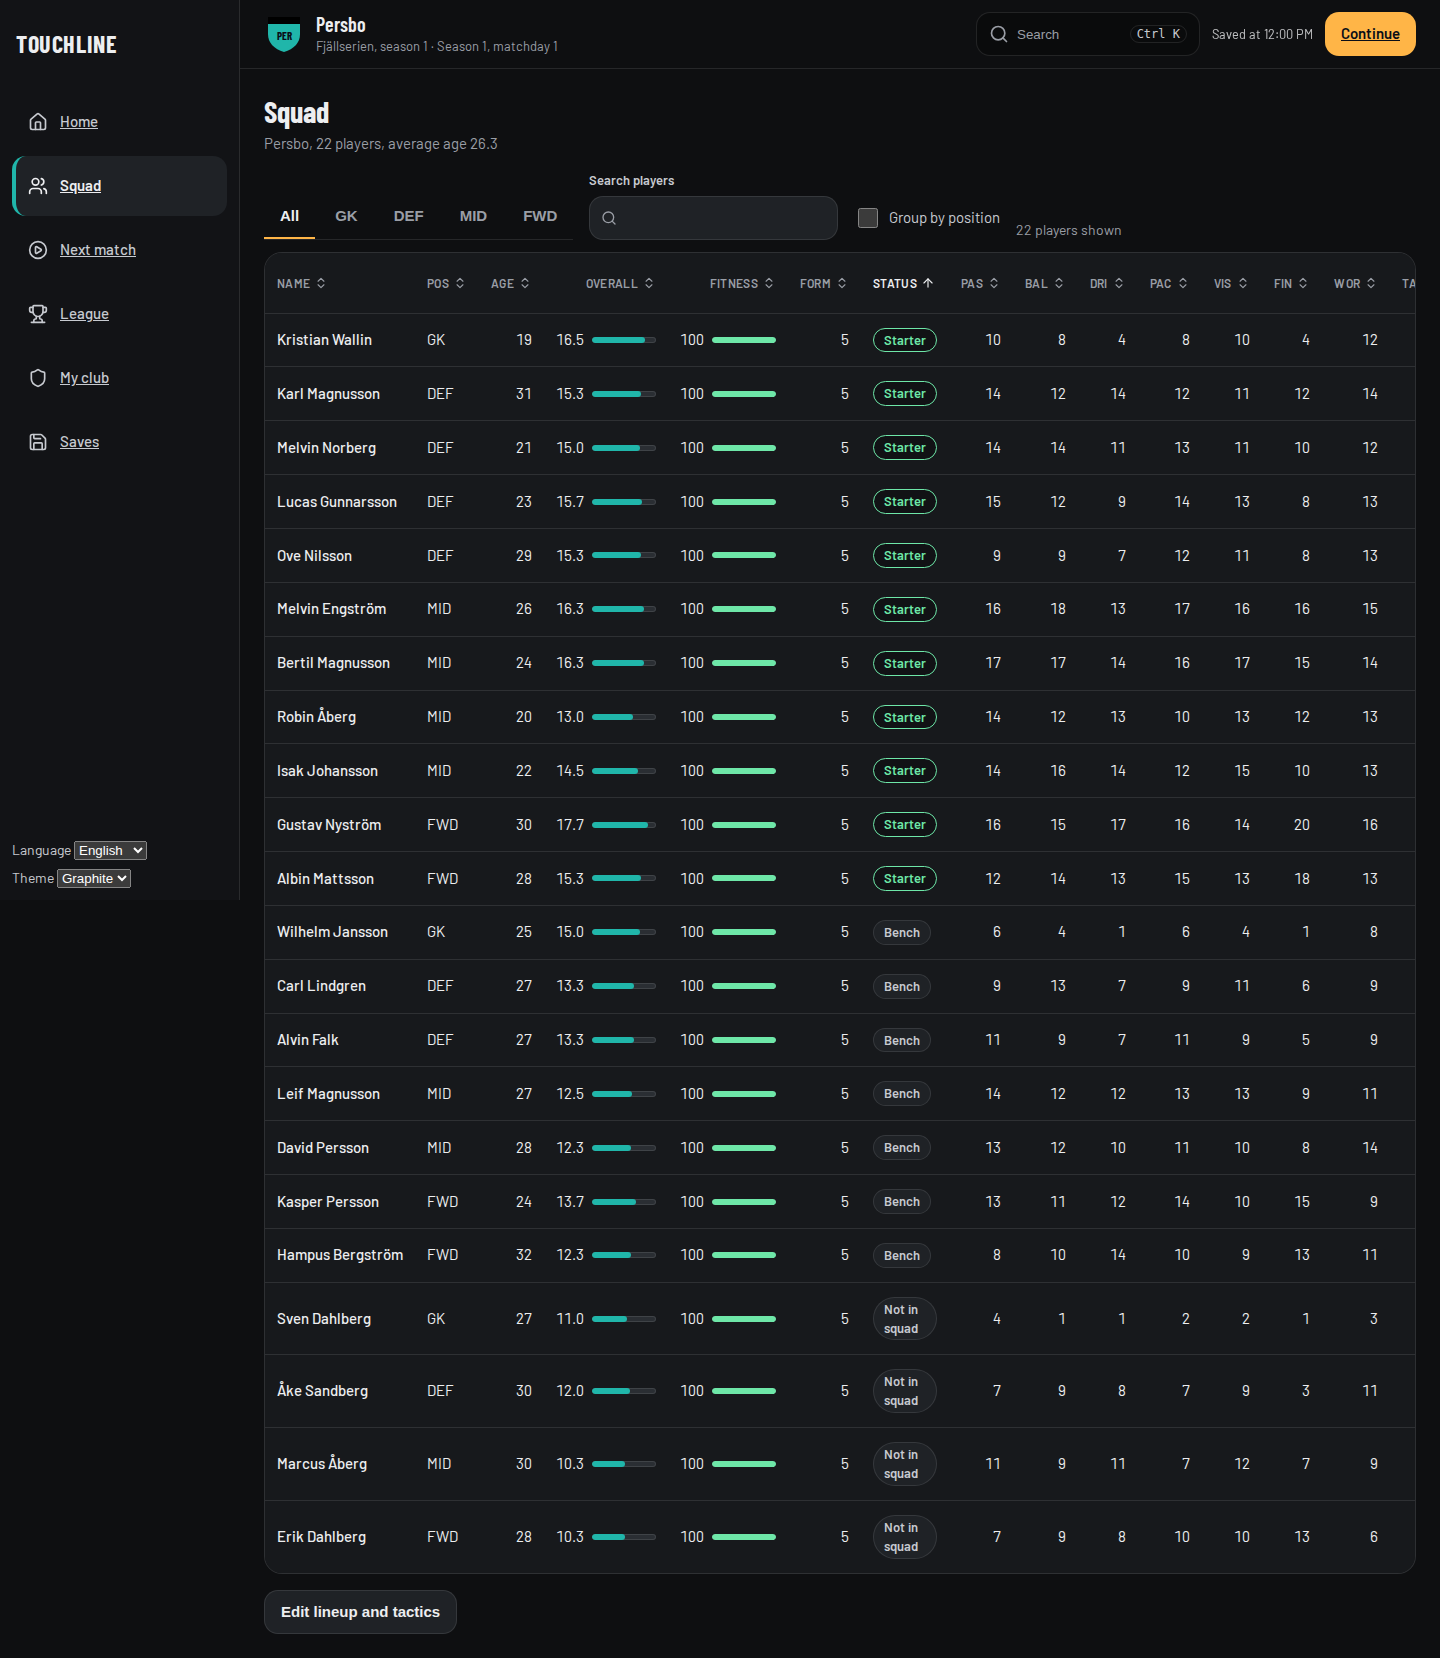 TOUCHLINE
Home
Squad
Next match
League
My club
Saves
Language English
Theme Graphite
PER
Persbo
Fjällserien, season 1 · Season 1, matchday 1
Search Ctrl K
Saved at 12:00 PM
Continue
Squad
Persbo, 22 players, average age 26.3
Search players
All GK DEF MID FWD
Group by position
22 players shown
NAME POS AGE OVERALL FITNESS FORM STATUS PAS BAL DRI PAC VIS FIN WOR TA
Kristian Wallin GK 19 16.5 100 5 Starter 10 8 4 8 10 4 12
Karl Magnusson DEF 31 15.3 100 5 Starter 14 12 14 12 11 12 14
Melvin Norberg DEF 21 15.0 100 5 Starter 14 14 11 13 11 10 12
Lucas Gunnarsson DEF 23 15.7 100 5 Starter 15 12 9 14 13 8 13
Ove Nilsson DEF 29 15.3 100 5 Starter 9 9 7 12 11 8 13
Melvin Engström MID 26 16.3 100 5 Starter 16 18 13 17 16 16 15
Bertil Magnusson MID 24 16.3 100 5 Starter 17 17 14 16 17 15 14
Robin Åberg MID 20 13.0 100 5 Starter 14 12 13 10 13 12 13
Isak Johansson MID 22 14.5 100 5 Starter 14 16 14 12 15 10 13
Gustav Nyström FWD 30 17.7 100 5 Starter 16 15 17 16 14 20 16
Albin Mattsson FWD 28 15.3 100 5 Starter 12 14 13 15 13 18 13
Wilhelm Jansson GK 25 15.0 100 5 Bench 6 4 1 6 4 1 8
Carl Lindgren DEF 27 13.3 100 5 Bench 9 13 7 9 11 6 9
Alvin Falk DEF 27 13.3 100 5 Bench 11 9 7 11 9 5 9
Leif Magnusson MID 27 12.5 100 5 Bench 14 12 12 13 13 9 11
David Persson MID 28 12.3 100 5 Bench 13 12 10 11 10 8 14
Kasper Persson FWD 24 13.7 100 5 Bench 13 11 12 14 10 15 9
Hampus Bergström FWD 32 12.3 100 5 Bench 8 10 14 10 9 13 11
Sven Dahlberg GK 27 11.0 100 5 Not in squad 4 1 1 2 2 1 3
Åke Sandberg DEF 30 12.0 100 5 Not in squad 7 9 8 7 9 3 11
Marcus Åberg MID 30 10.3 100 5 Not in squad 11 9 11 7 12 7 9
Erik Dahlberg FWD 28 10.3 100 5 Not in squad 7 9 8 10 10 13 6
Edit lineup and tactics